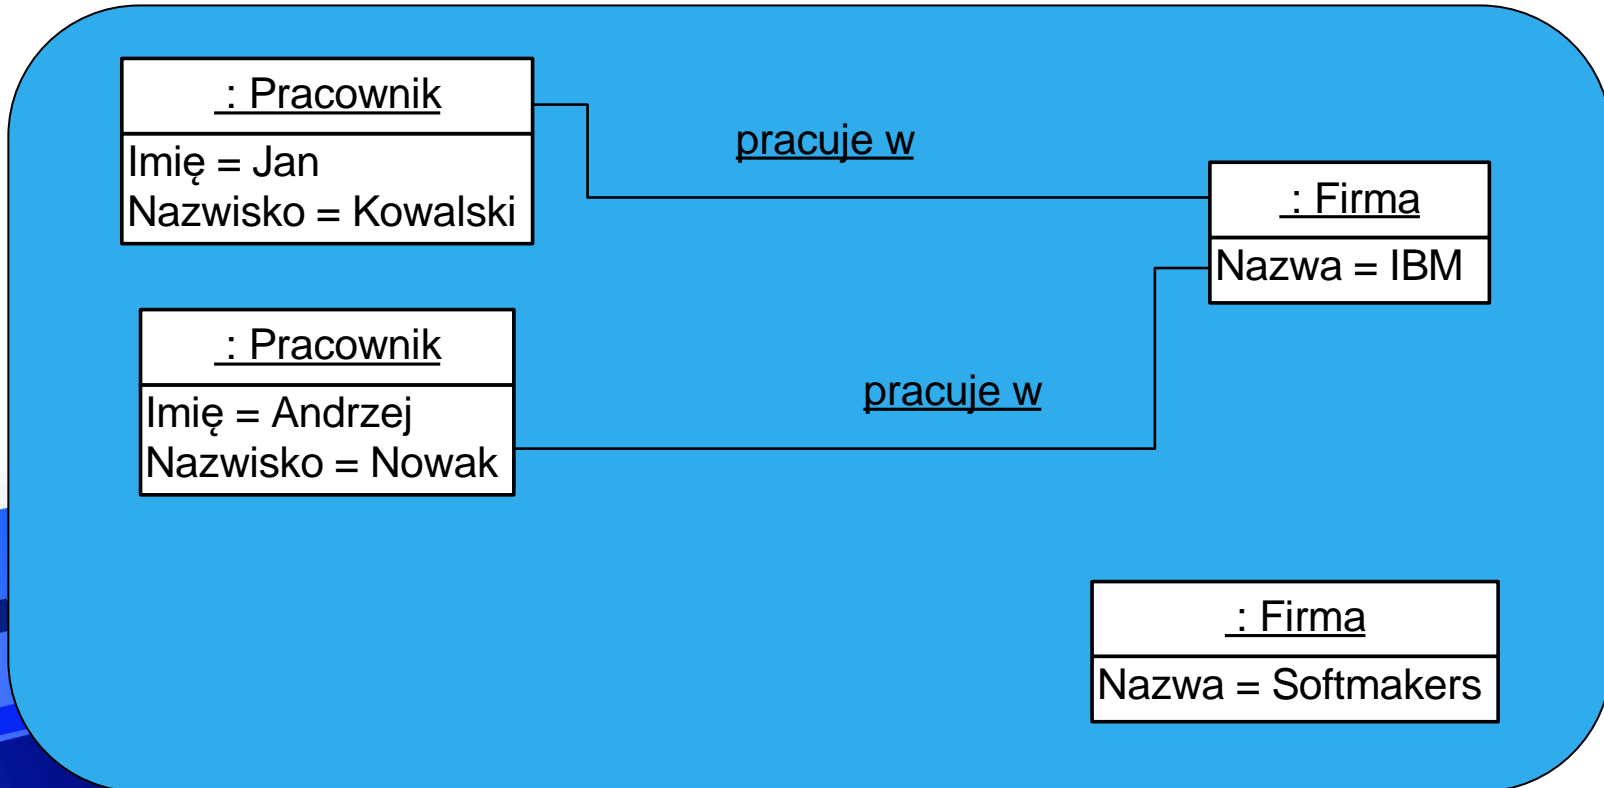 : Pracownik
Imię = Jan
Nazwisko = Kowalski
pracuje w
: Firma
Nazwa = IBM
: Pracownik
Imię = Andrzej
Nazwisko = Nowak
pracuje w
: Firma
Nazwa = Softmakers